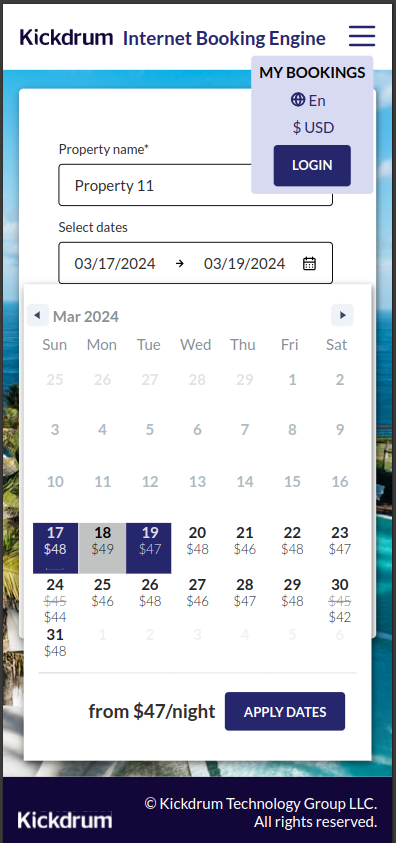 Kickdrum Internet Booking Engine
MY BOOKINGS
En
$ USD
LOGIN
Property name*
Property 11
Select dates
03/17/2024 → 03/19/2024
Mar 2024
Sun Mon Tue Wed Thu Fri Sat
25 26 27 28 29 1 2
3 4 5 6 7 8 9
10 11 12 13 14 15 16
17 18 19 20 21 22 23
$48 $49 $47 $48 $46 $48 $47
24 25 26 27 28 29 30
$45 $46 $48 $46 $47 $48 $45
$44 $42
31 1 2 3 4 5 6
$48
from $47/night APPLY DATES
© Kickdrum Technology Group LLC.
Kickdrum All rights reserved.